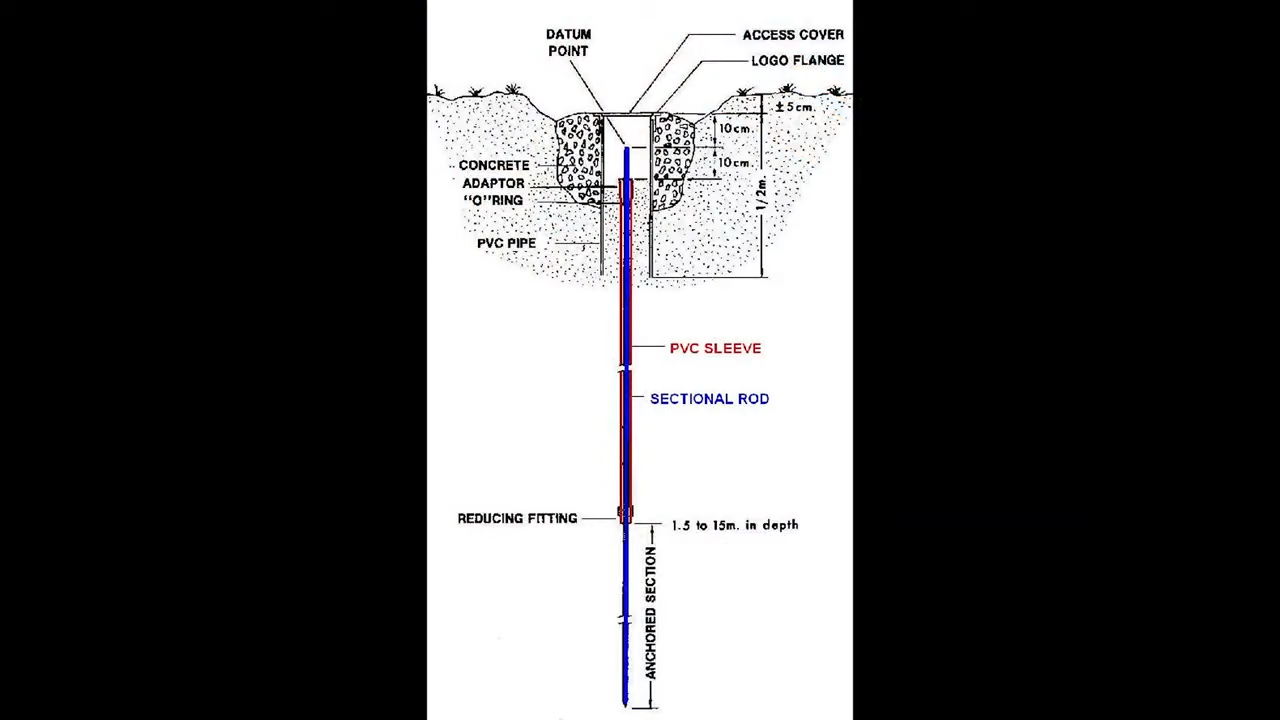 DATUM
POINT
ACCESS COVER
LOGO FLANGE
±5cm.
10cm.
10cm.
1/2m.
CONCRETE
ADAPTOR
"O"RING
PVC PIPE
PVC SLEEVE
SECTIONAL ROD
REDUCING FITTING
1.5 to 15m. in depth
ANCHORED SECTION